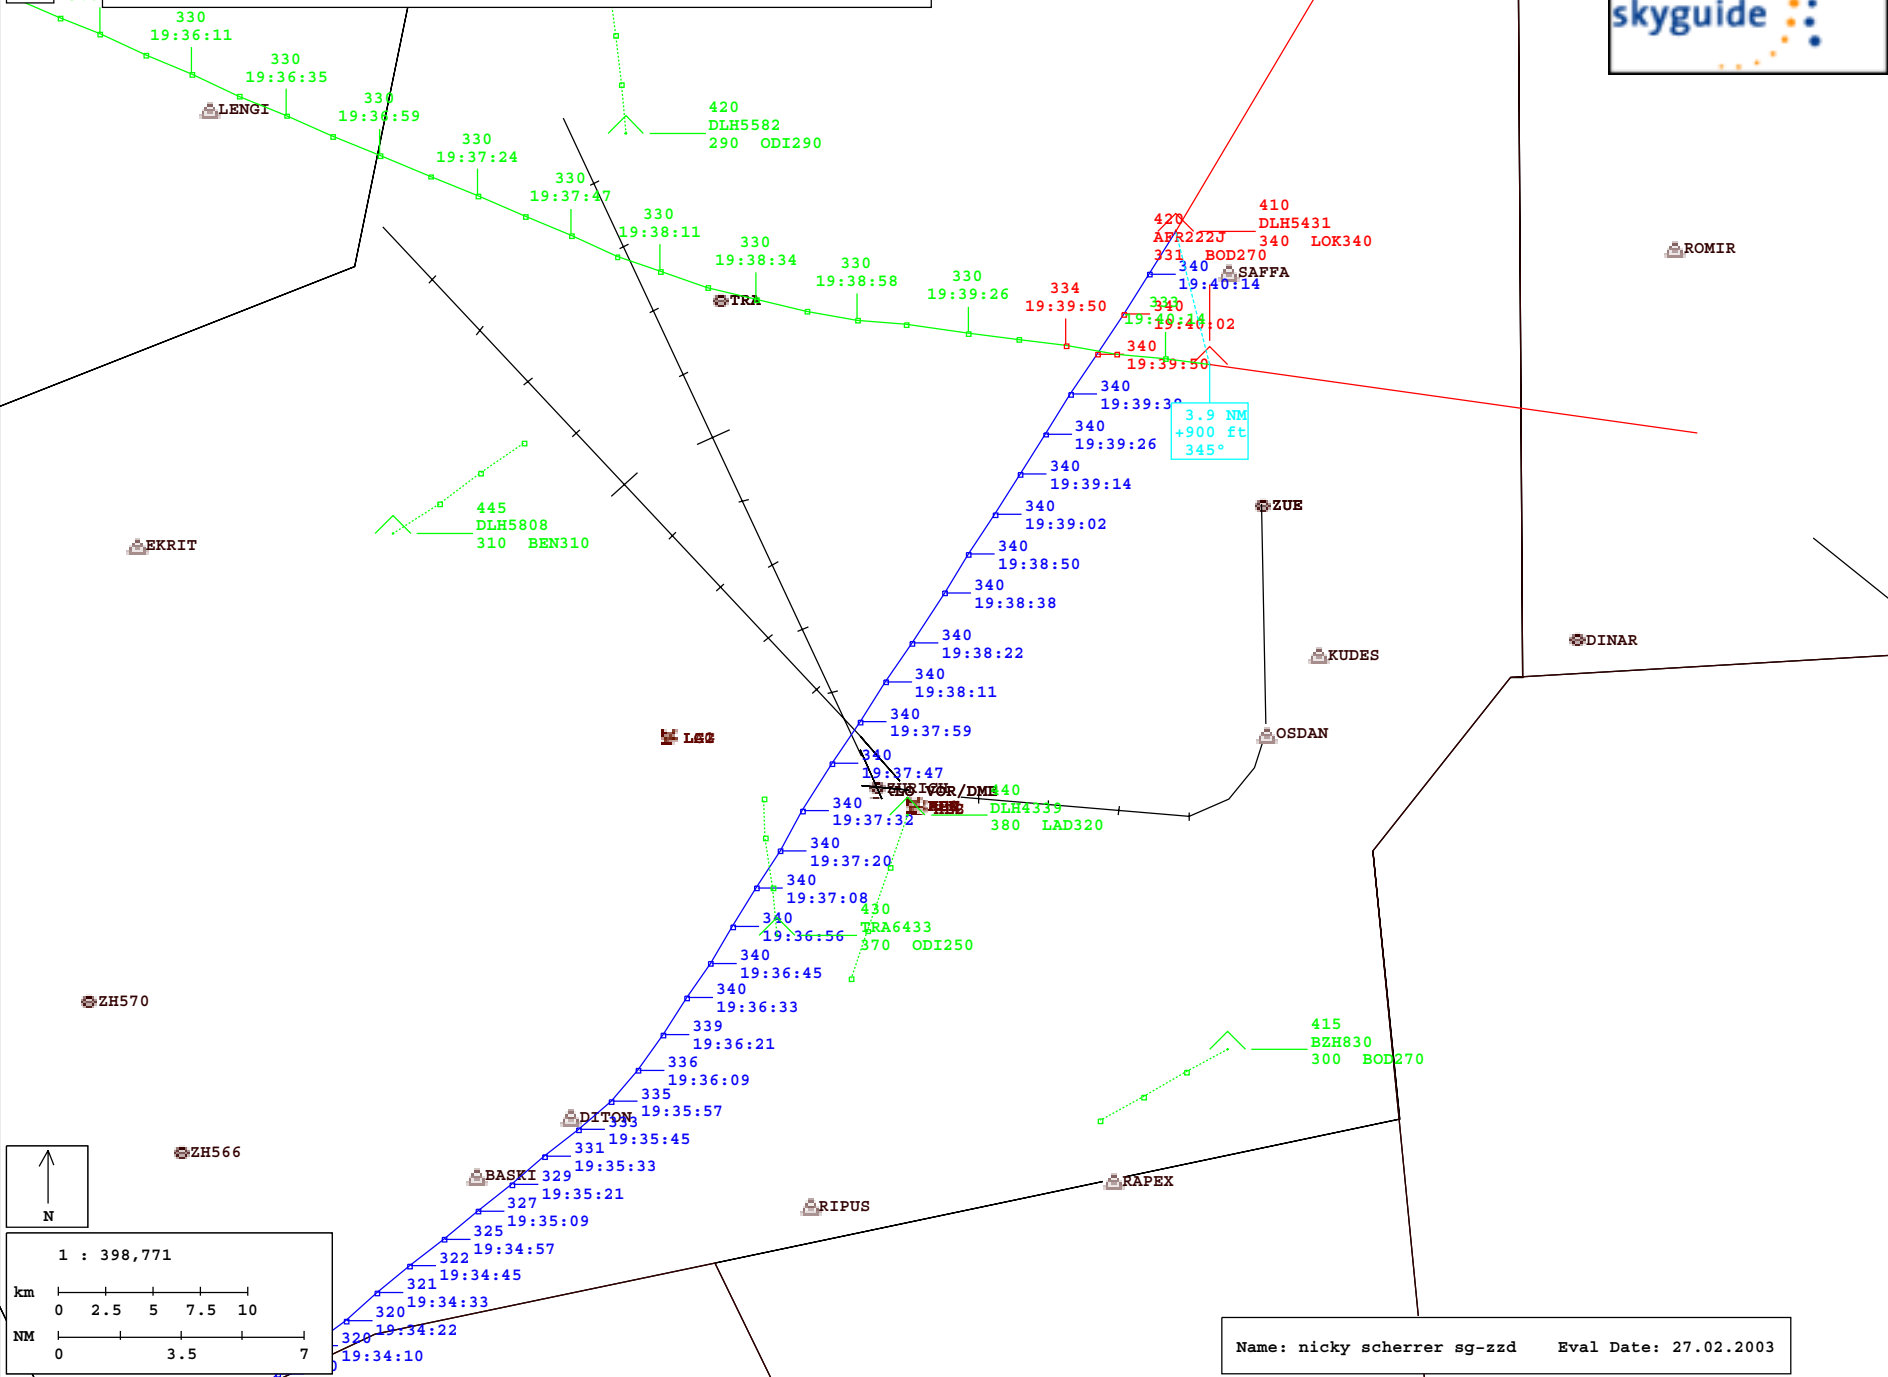 skyguide
330
19:36:11
330
19:36:35
330
19:36:59
330
19:37:24
330
19:37:47
330
19:38:11
330
19:38:34
330
19:38:58
330
19:39:26
334
19:39:50
333
19:40:14
LENGI
420
DLH5582
290 ODI290
410
DLH5431
340 LOK340
420
AFR222J
331 BOD270
ROMIR
SAFFA
TRA
340
19:40:14
340
19:40:02
340
19:39:50
340
19:39:38
3.9 NM
+900 ft
345°
340
19:39:26
340
19:39:14
340
19:39:02
340
19:38:50
340
19:38:38
340
19:38:22
340
19:38:11
340
19:37:59
340
19:37:47
340
19:37:32
340
19:37:20
340
19:37:08
340
19:36:56
340
19:36:45
340
19:36:33
339
19:36:21
336
19:36:09
335
19:35:57
333
19:35:45
331
19:35:33
329
19:35:21
327
19:35:09
325
19:34:57
322
19:34:45
321
19:34:33
320
19:34:22
320
19:34:10
ZUE
445
DLH5808
310 BEN310
EKRIT
DINAR
KUDES
OSDAN
ZURICH
VOR/DME
440
DLH4339
380 LAD320
430
TRA6433
370 ODI250
ZH570
415
BZH830
300 BOD270
DITON
ZH566
BASKI
RIPUS
RAPEX
N
1 : 398,771
km
0 2.5 5 7.5 10
NM
0 3.5 7
Name: nicky scherrer sg-zzd Eval Date: 27.02.2003